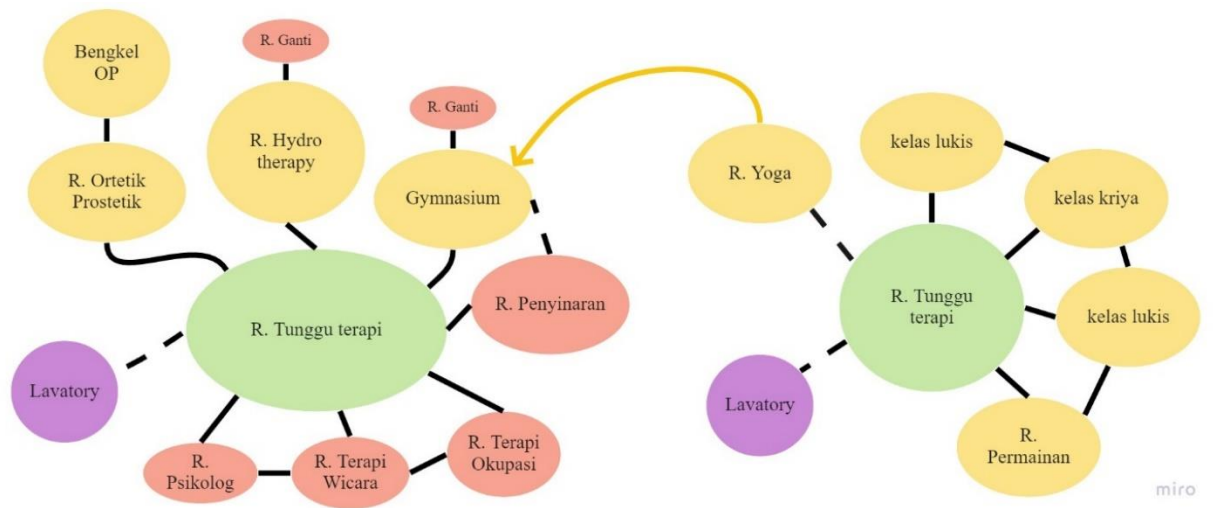 Bengkel
OP
R. Ganti
R. Hydro
therapy
R. Ganti
R. Ortetik
Prostetik
Gymnasium
R. Penyinaran
R. Tunggu terapi
Lavatory
R.
Psikolog
R. Terapi
Wicara
R. Terapi
Okupasi
R. Yoga
kelas lukis
kelas kriya
R. Tunggu
terapi
kelas lukis
Lavatory
R.
Permainan
miro